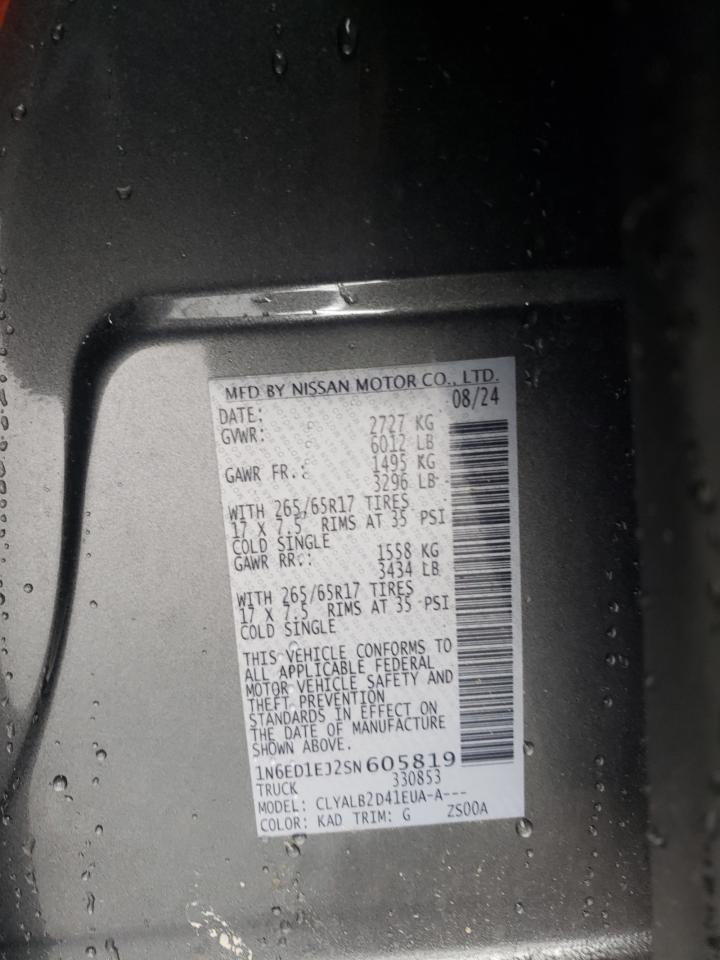 MFD BY NISSAN MOTOR CO., LTD.
DATE: 08/24
GVWR: 2727 KG
6012 LB
GAWR FR.: 1495 KG
3296 LB
WITH 265/65R17 TIRES
17 X 7.5 RIMS AT 35 PSI
COLD SINGLE
GAWR RR.: 1558 KG
3434 LB
WITH 265/65R17 TIRES
17 X 7.5 RIMS AT 35 PSI
COLD SINGLE
THIS VEHICLE CONFORMS TO
ALL APPLICABLE FEDERAL
MOTOR VEHICLE SAFETY AND
THEFT PREVENTION
STANDARDS IN EFFECT ON
THE DATE OF MANUFACTURE
SHOWN ABOVE.
1N6ED1EJ2SN605819
TRUCK 330853
MODEL: CLYALB2D41EUA-A---
COLOR: KAD TRIM: G ZS00A